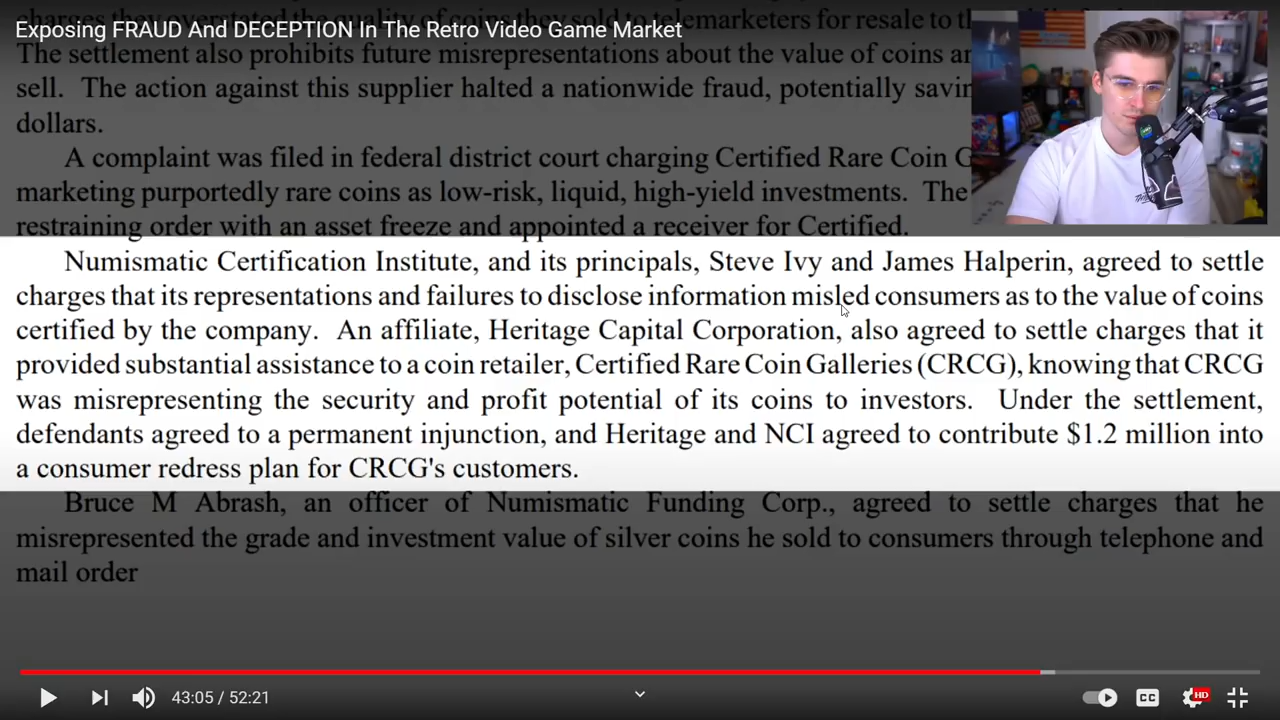 Exposing FRAUD And DECEPTION In The Retro Video Game Market
The settlement also prohibits future misrepresentations about the value of coins
sell. The action against this supplier halted a nationwide fraud, potentially
dollars.
A complaint was filed in federal district court charging Certified Rare Coin
marketing purportedly rare coins as low-risk, liquid, high-yield investments. The
restraining order with an asset freeze and appointed a receiver for Certified.
Numismatic Certification Institute, and its principals, Steve Ivy and James Halperin, agreed to settle
charges that its representations and failures to disclose information misled consumers as to the value of coins
certified by the company. An affiliate, Heritage Capital Corporation, also agreed to settle charges that it
provided substantial assistance to a coin retailer, Certified Rare Coin Galleries (CRCG), knowing that CRCG
was misrepresenting the security and profit potential of its coins to investors. Under the settlement,
defendants agreed to a permanent injunction, and Heritage and NCI agreed to contribute $1.2 million into
a consumer redress plan for CRCG's customers.
Bruce M Abrash, an officer of Numismatic Funding Corp., agreed to settle charges that he
misrepresented the grade and investment value of silver coins he sold to consumers through telephone and
mail order
43:05 / 52:21
CC
HD